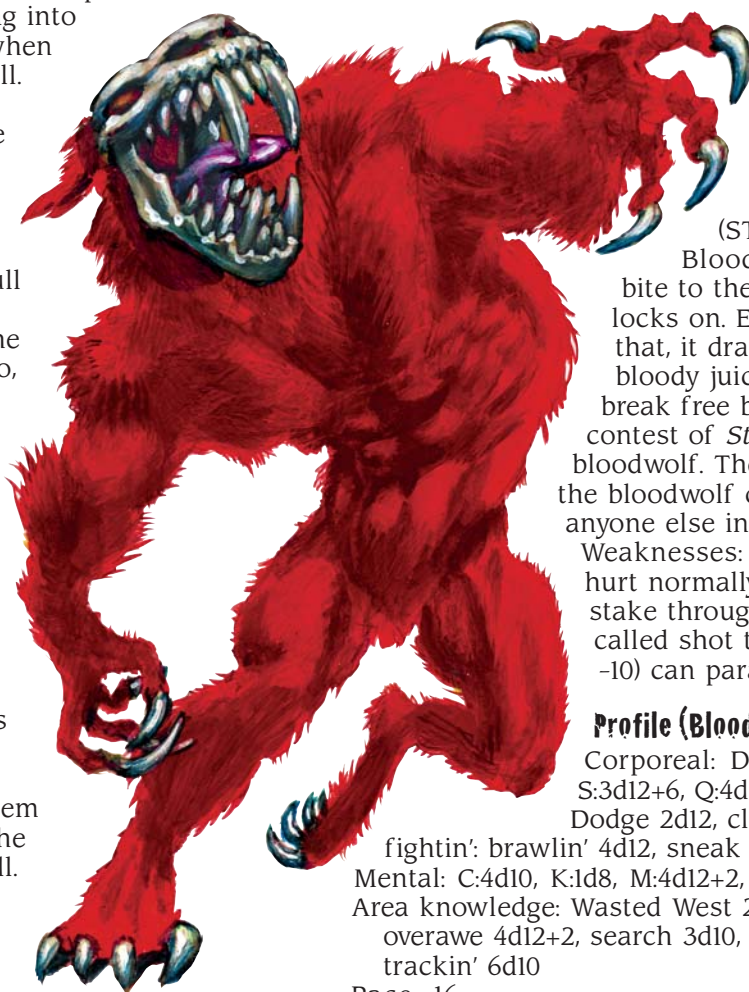 ng into
when
ll.
e
ull
ne
o,
s
em
he
ll.
(ST
Blood
bite to the
locks on. E
that, it dra
bloody juic
break free b
contest of St
bloodwolf. The
the bloodwolf c
anyone else in
Weaknesses:
hurt normally
stake throug
called shot t
–10) can para
Profile (Blood
Corporeal: D
S:3d12+6, Q:4d
Dodge 2d12, cl
fightin': brawlin' 4d12, sneak
Mental: C:4d10, K:1d8, M:4d12+2,
Area knowledge: Wasted West 2
overawe 4d12+2, search 3d10,
trackin' 6d10